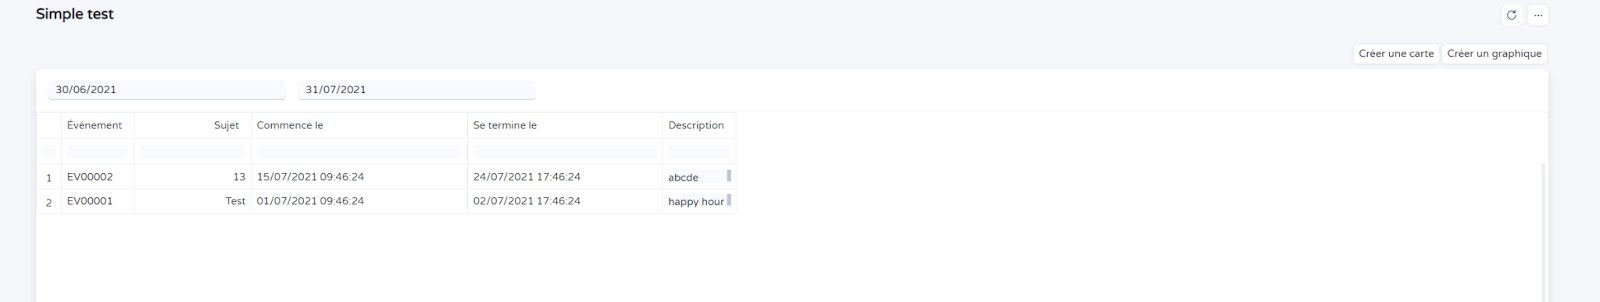 Simple test
...
Créer une carte Créer un graphique
30/06/2021 31/07/2021
Événement Sujet Commence le Se termine le Description
1 EV00002 13 15/07/2021 09:46:24 24/07/2021 17:46:24 abcde
2 EV00001 Test 01/07/2021 09:46:24 02/07/2021 17:46:24 happy hour